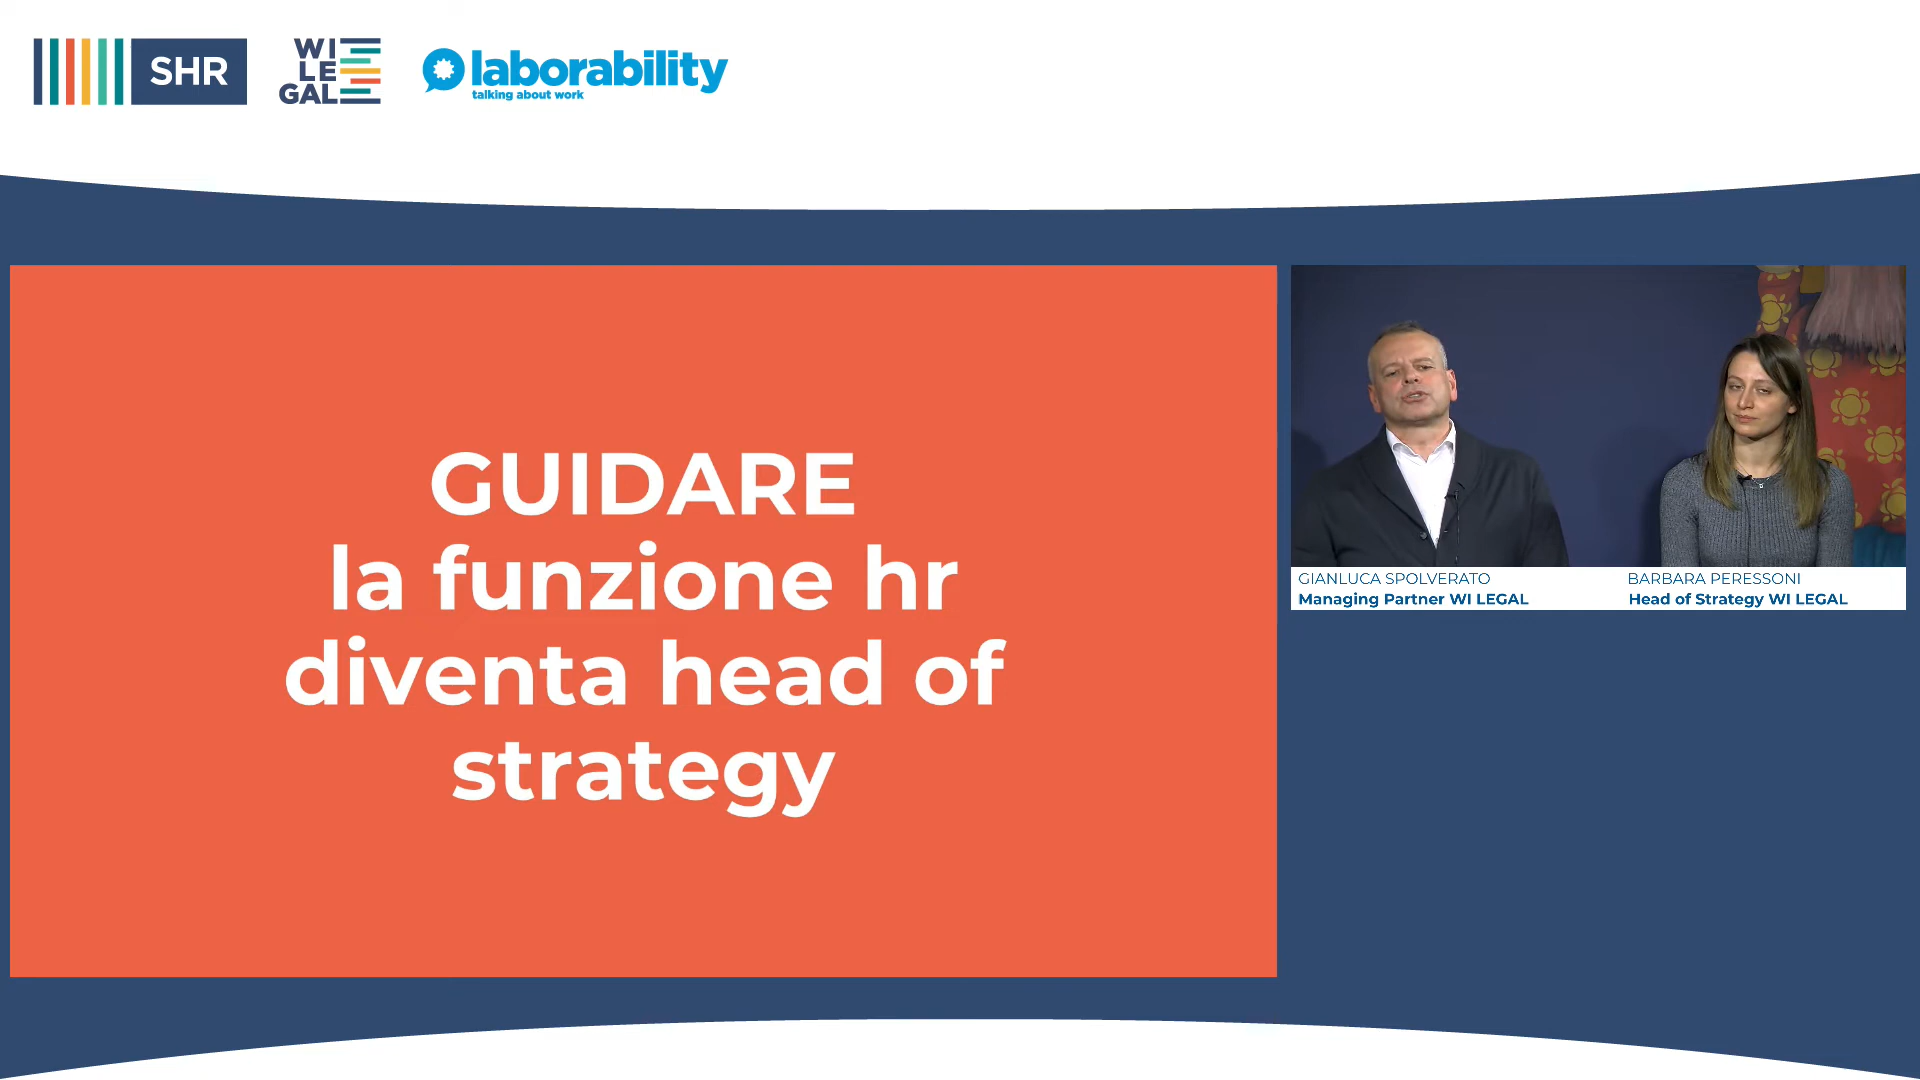 SHR
WI
LE
GAL
laborability
talking about work
GUIDARE
la funzione hr
diventa head of
strategy
GIANLUCA SPOLVERATO
Managing Partner WI LEGAL
BARBARA PERESSONI
Head of Strategy WI LEGAL